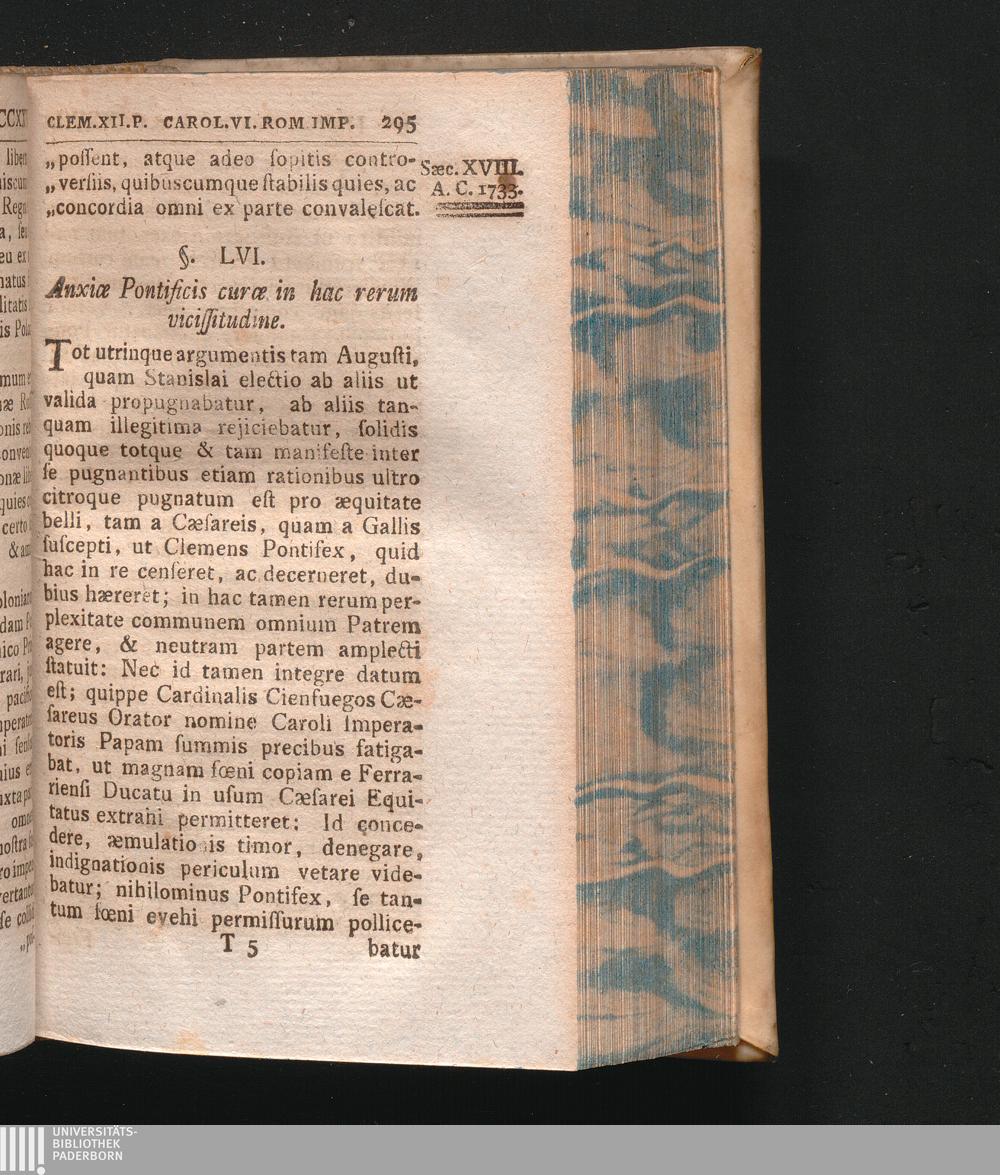 CLEM.XII.P. CAROL.VI.ROM IMP. 295
„poſſent, atque adeo ſopitis contro-
„verſiis, quibuscumque ſtabilis quies, ac
„concordia omni ex parte convaleſcat.
Sæc. XVIII.
A. C. 1733.
§. LVI.
Anxiæ Pontificis curæ in hac rerum
viciſſitudine.
Tot utrinque argumentis tam Auguſti,
quam Stanislai electio ab aliis ut
valida propugnabatur, ab aliis tan-
quam illegitima rejiciebatur, ſolidis
quoque totque & tam manifeſte inter
ſe pugnantibus etiam rationibus ultro
citroque pugnatum eſt pro æquitate
belli, tam a Cæſareis, quam a Gallis
ſuſcepti, ut Clemens Pontifex, quid
hac in re cenſeret, ac decerneret, du-
bius hæreret; in hac tamen rerum per-
plexitate communem omnium Patrem
agere, & neutram partem amplecti
ſtatuit: Nec id tamen integre datum
eſt; quippe Cardinalis Cienfuegos Cæ-
ſareus Orator nomine Caroli Impera-
toris Papam ſummis precibus fatiga-
bat, ut magnam fœni copiam e Ferra-
rienſi Ducatu in uſum Cæſarei Equi-
tatus extrahi permitteret: Id conce-
dere, æmulationis timor, denegare,
indignationis periculum vetare vide-
batur; nihilominus Pontifex, ſe tan-
tum fœni evehi permiſſurum pollice-
T 5 batur
UNIVERSITÄTS-
BIBLIOTHEK
PADERBORN